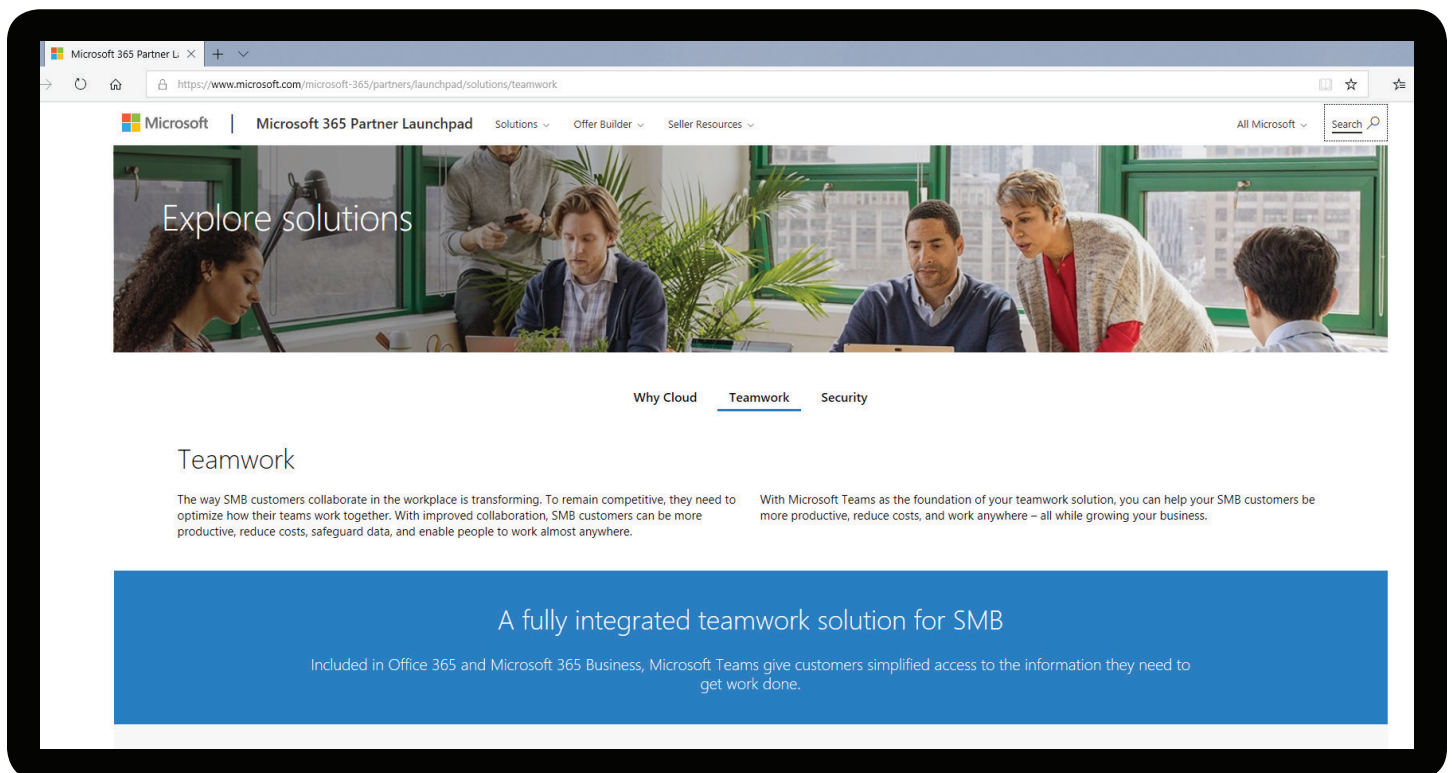 Microsoft 365 Partner L
https://www.microsoft.com/microsoft-365/partners/launchpad/solutions/teamwork
Microsoft Microsoft 365 Partner Launchpad Solutions Offer Builder Seller Resources All Microsoft Search
Explore solutions
Why Cloud Teamwork Security
Teamwork
The way SMB customers collaborate in the workplace is transforming. To remain competitive, they need to
optimize how their teams work together. With improved collaboration, SMB customers can be more
productive, reduce costs, safeguard data, and enable people to work almost anywhere.
With Microsoft Teams as the foundation of your teamwork solution, you can help your SMB customers be
more productive, reduce costs, and work anywhere – all while growing your business.
A fully integrated teamwork solution for SMB
Included in Office 365 and Microsoft 365 Business, Microsoft Teams give customers simplified access to the information they need to
get work done.